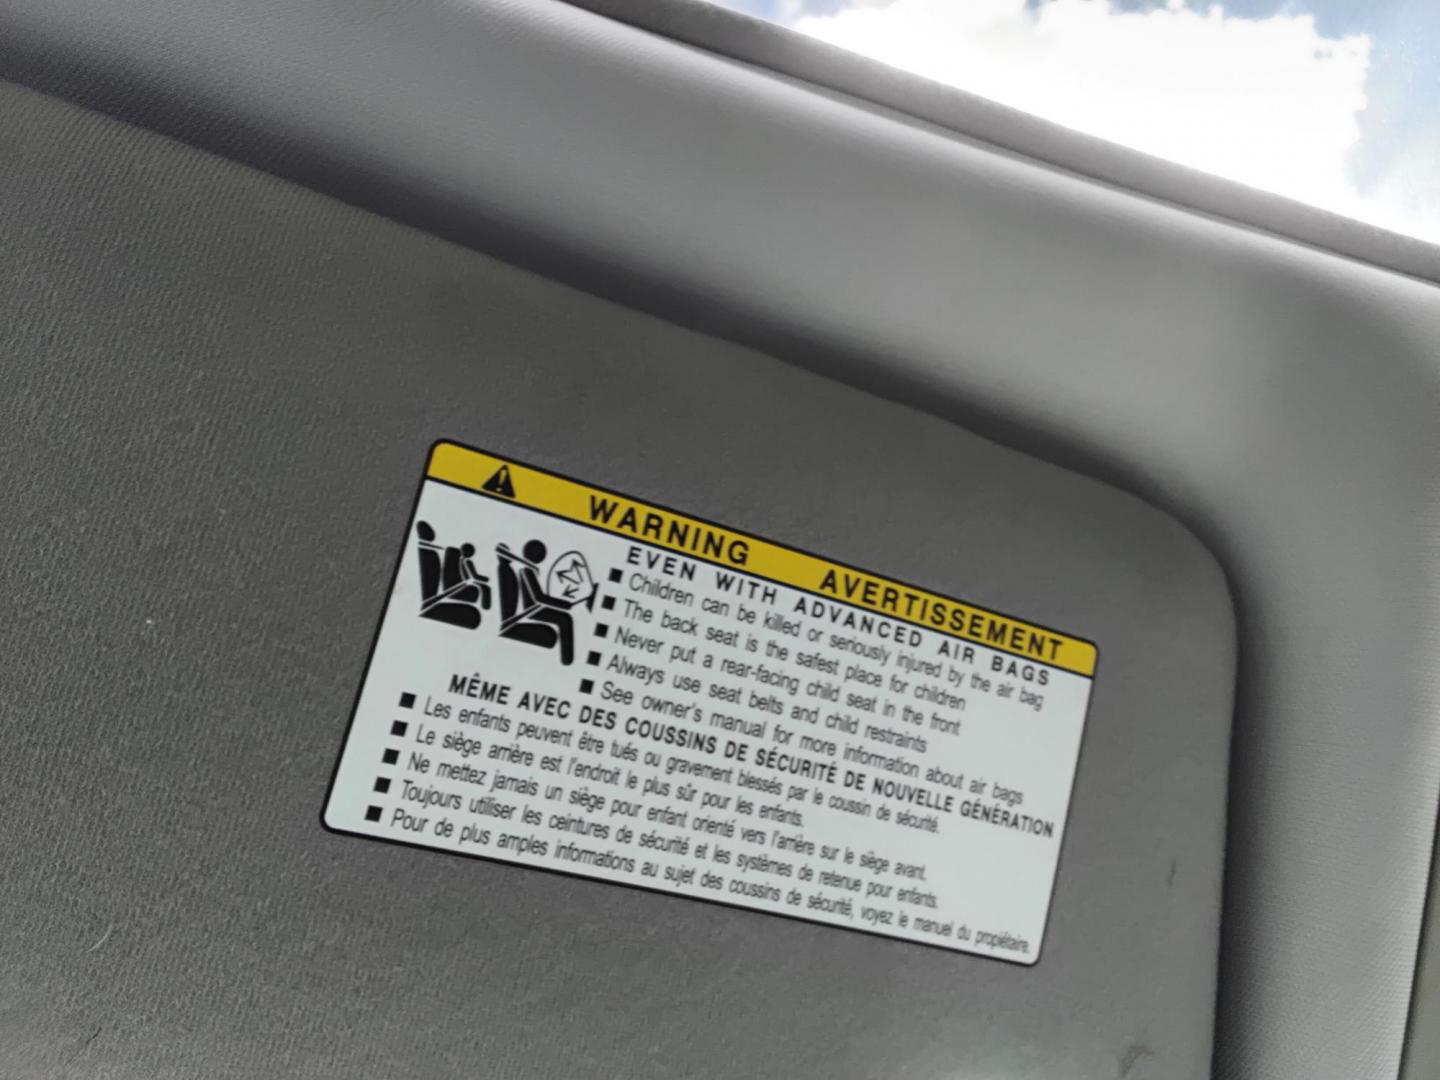 WARNING AVERTISSEMENT
EVEN WITH ADVANCED AIR BAGS
■ Children can be killed or seriously injured by the air bag
■ The back seat is the safest place for children
■ Never put a rear-facing child seat in the front
■ Always use seat belts and child restraints
■ See owner's manual for more information about air bags
MÊME AVEC DES COUSSINS DE SÉCURITÉ DE NOUVELLE GÉNÉRATION
■ Les enfants peuvent être tués ou gravement blessés par le coussin de sécurité.
■ Le siège arrière est l'endroit le plus sûr pour les enfants.
■ Ne mettez jamais un siège pour enfant orienté vers l'arrière sur le siège avant.
■ Toujours utiliser les ceintures de sécurité et les systèmes de retenue pour enfants.
■ Pour de plus amples informations au sujet des coussins de sécurité, voyez le manuel du propiétaire.